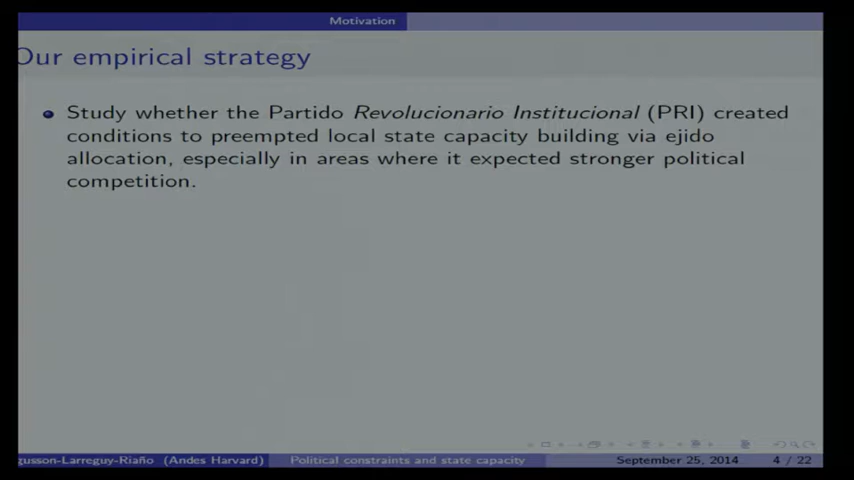 Motivation
Our empirical strategy
Study whether the Partido Revolucionario Institucional (PRI) created
conditions to preempted local state capacity building via ejido
allocation, especially in areas where it expected stronger political
competition.
gusson-Larreguy-Riaño (Andes Harvard) Political constraints and state capacity September 25, 2014 4 / 22